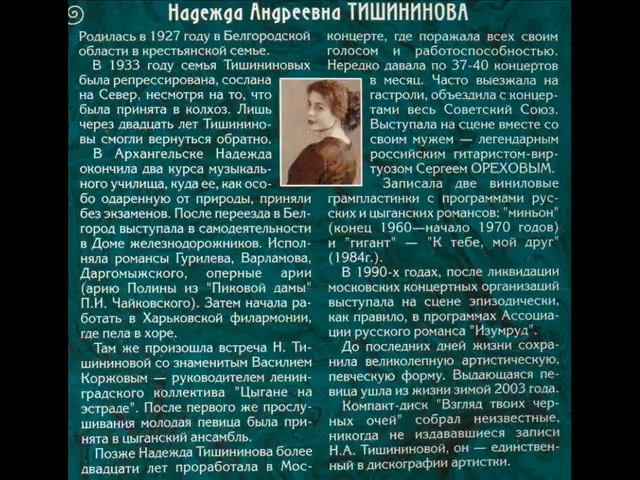 Надежда Андреевна ТИШИНИНОВА
Родилась в 1927 году в Белгородской
области в крестьянской семье.
В 1933 году семья Тишининовых
была репрессирована, сослана
на Север, несмотря на то, что
была принята в колхоз. Лишь
через двадцать лет Тишинино-
вы смогли вернуться обратно.
В Архангельске Надежда
окончила два курса музыкаль-
ного училища, куда ее, как осо-
бо одаренную от природы, приняли
без экзаменов. После переезда в Бел-
город выступала в самодеятельности
в Доме железнодорожников. Испол-
няла романсы Гурилева, Варламова,
Даргомыжского, оперные арии
(арию Полины из "Пиковой дамы"
П.И. Чайковского). Затем начала ра-
ботать в Харьковской филармонии,
где пела в хоре.
Там же произошла встреча Н. Ти-
шининовой со знаменитым Василием
Коржовым — руководителем ленин-
градского коллектива "Цыгане на
эстраде". После первого же прослу-
шивания молодая певица была при-
нята в цыганский ансамбль.
Позже Надежда Тишининова более
двадцати лет проработала в Мос-
концерте, где поражала всех своим
голосом и работоспособностью.
Нередко давала по 37-40 концертов
в месяц. Часто выезжала на
гастроли, объездила с концер-
тами весь Советский Союз.
Выступала на сцене вместе со
своим мужем — легендарным
российским гитаристом-вир-
туозом Сергеем ОРЕХОВЫМ.
Записала две виниловые
грампластинки с программами рус-
ских и цыганских романсов: "миньон"
(конец 1960—начало 1970 годов)
и "гигант" — "К тебе, мой друг"
(1984г.).
В 1990-х годах, после ликвидации
московских концертных организаций
выступала на сцене эпизодически,
как правило, в программах Ассоциа-
ции русского романса "Изумруд".
До последних дней жизни сохра-
нила великолепную артистическую,
певческую форму. Выдающаяся пе-
вица ушла из жизни зимой 2003 года.
Компакт-диск "Взгляд твоих чер-
ных очей" собрал неизвестные,
никогда не издававшиеся записи
Н.А. Тишининовой, он — единствен-
ный в дискографии артистки.